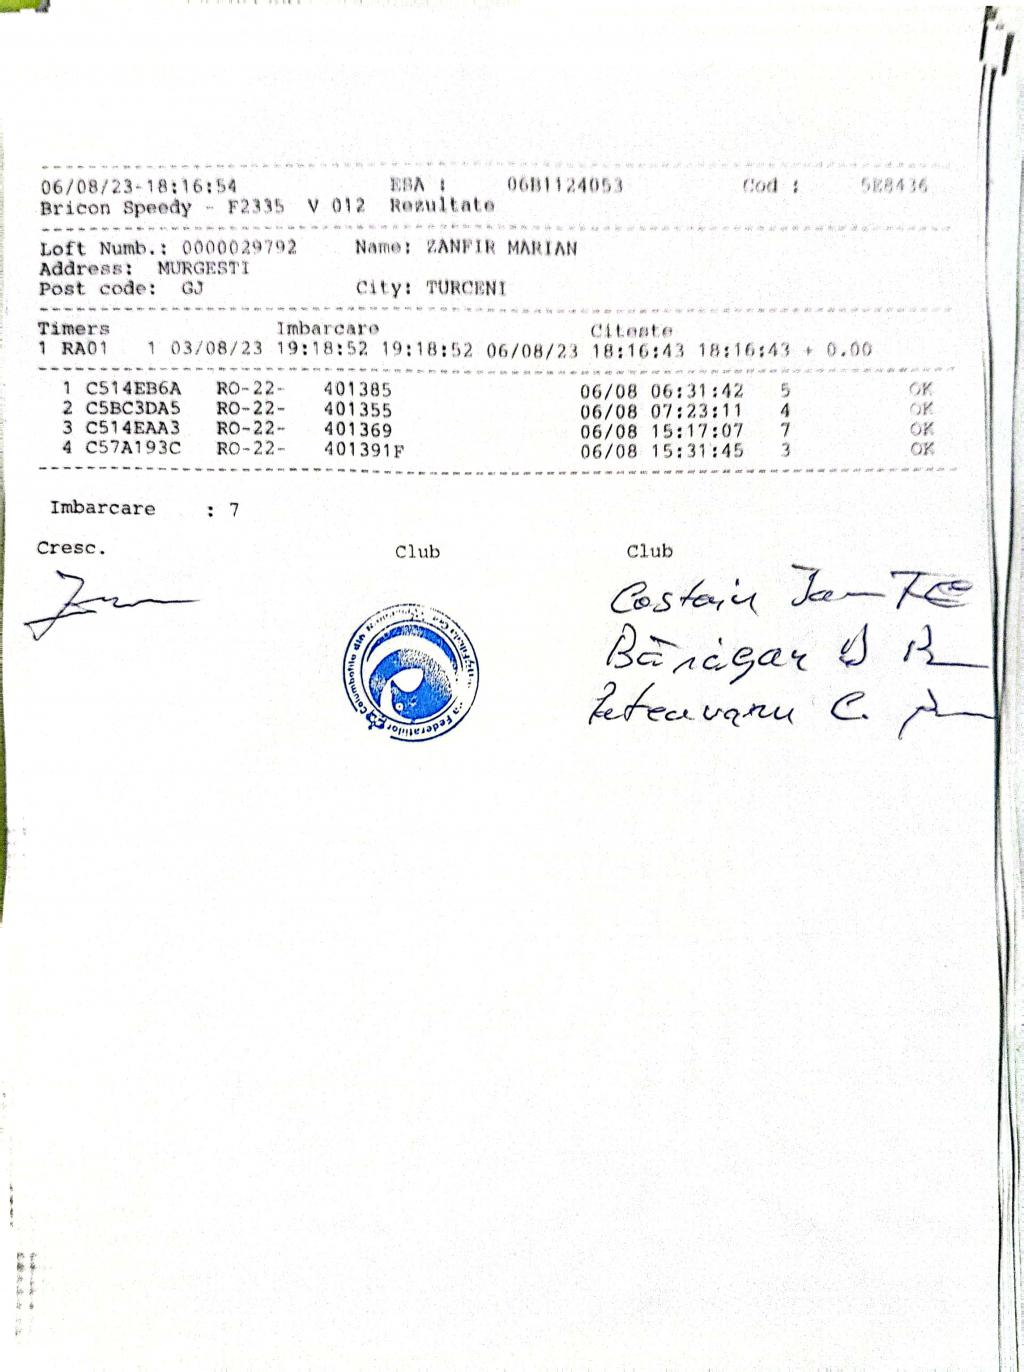 06/08/23-18:16:54 ESA : 06B1124053 Cod : 5E8436
Bricon Speedy - F2335 V 012 Rezultate
Loft Numb.: 0000029792 Name: ZANFIR MARIAN
Address: MURGESTI
Post code: GJ City: TURCENI
Timers Imbarcare Citeste
1 RA01 1 03/08/23 19:18:52 19:18:52 06/08/23 18:16:43 18:16:43 + 0.00
1 C514EB6A RO-22- 401385 06/08 06:31:42 5 OK
2 C5BC3DA5 RO-22- 401355 06/08 07:23:11 4 OK
3 C514EAA3 RO-22- 401369 06/08 15:17:07 7 OK
4 C57A193C RO-22- 401391F 06/08 15:31:45 3 OK
Imbarcare : 7
Cresc. Club Club
Federatiilor Columbofile din